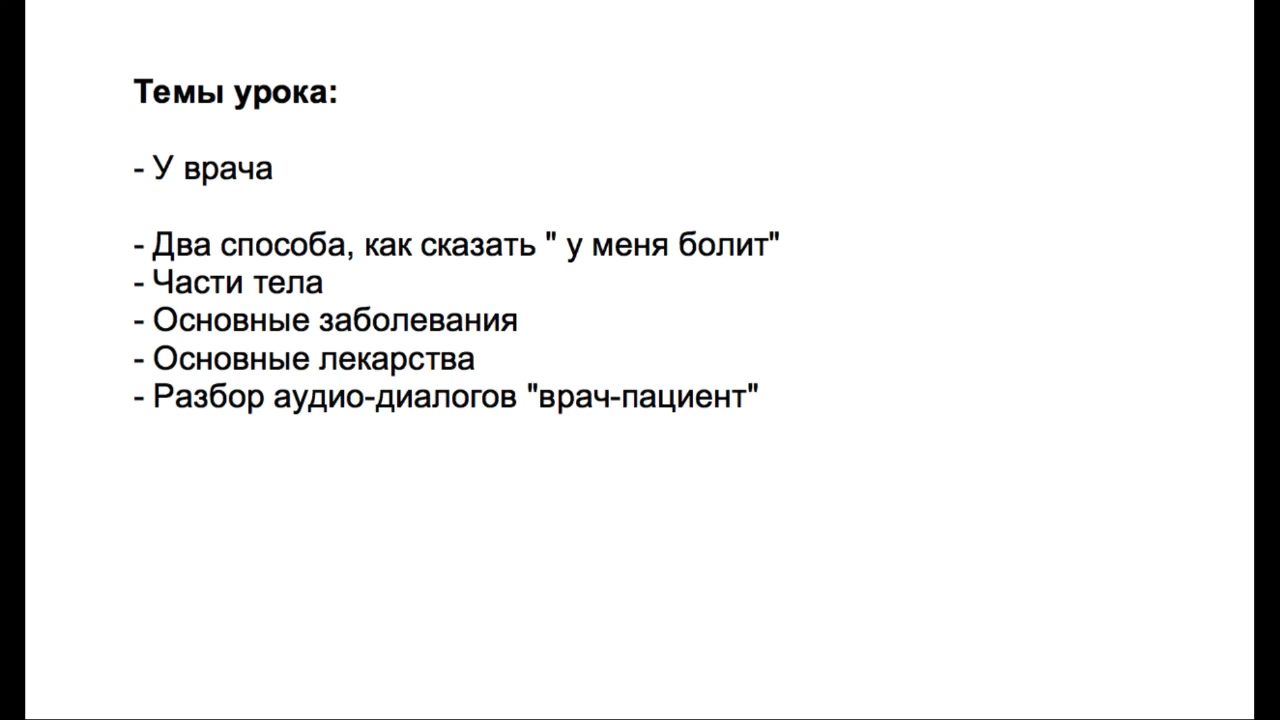 Темы урока:
- У врача
- Два способа, как сказать " у меня болит"
- Части тела
- Основные заболевания
- Основные лекарства
- Разбор аудио-диалогов "врач-пациент"